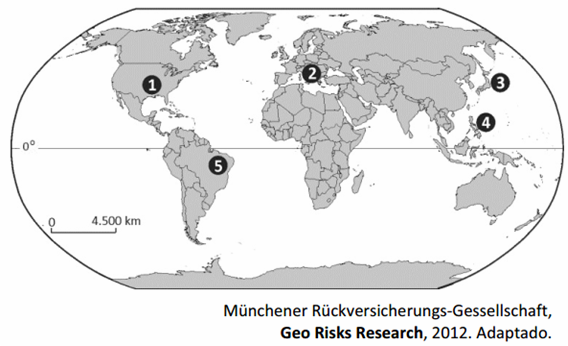 1
2
3
4
0°
5
0 4.500 km
Münchener Rückversicherungs-Gessellschaft,
Geo Risks Research, 2012. Adaptado.